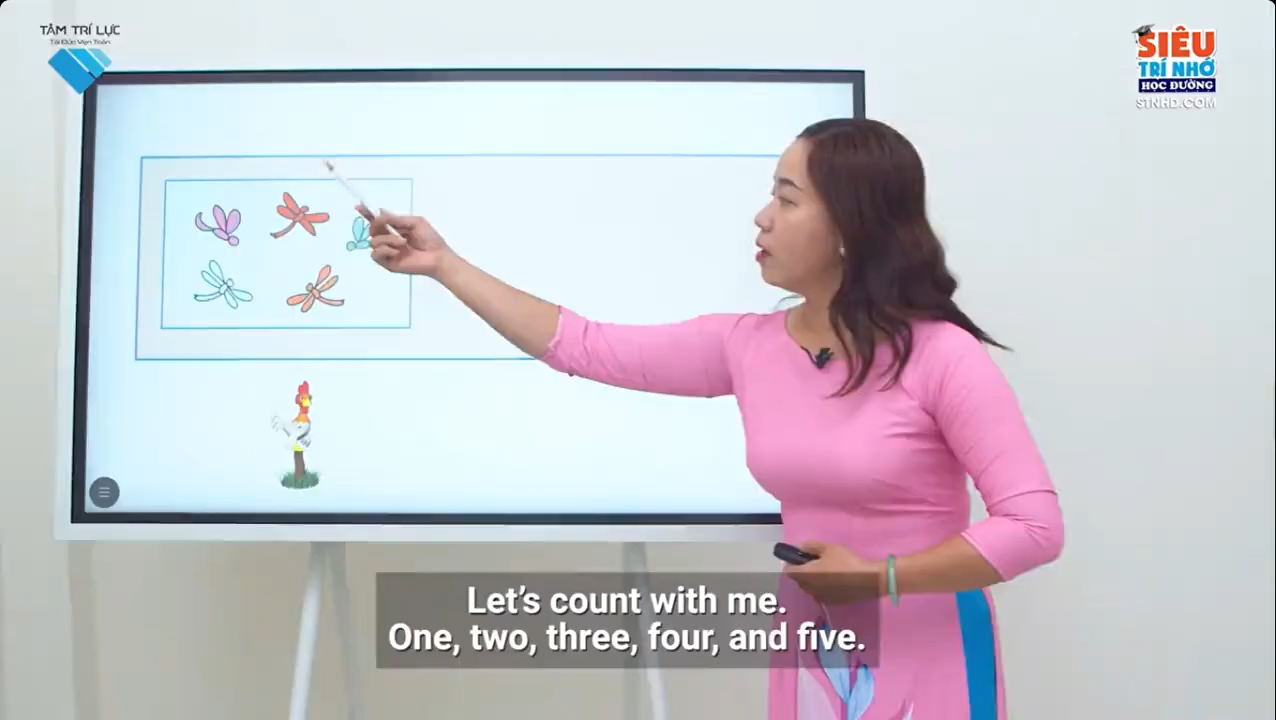 TÂM TRÍ LỰC
Tài Đức Vẹn Toàn
SIÊU
TRÍ NHỚ
HỌC ĐƯỜNG
STNHD.COM
Let's count with me.
One, two, three, four, and five.